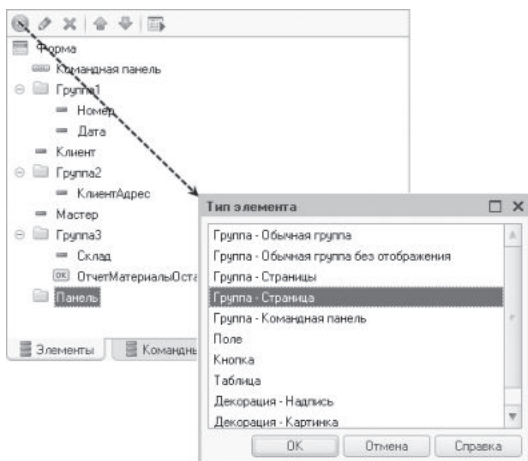 Форма
Командная панель
Группа1
Номер
Дата
Клиент
Группа2
КлиентАдрес
Мастер
Группа3
Склад
OK ОтчетМатериалыОста
Панель
Элементы
Командны
Тип элемента
Группа - Обычная группа
Группа - Обычная группа без отображения
Группа - Страницы
Группа - Страница
Группа - Командная панель
Поле
Кнопка
Таблица
Декорация - Надпись
Декорация - Картинка
OK Отмена Справка